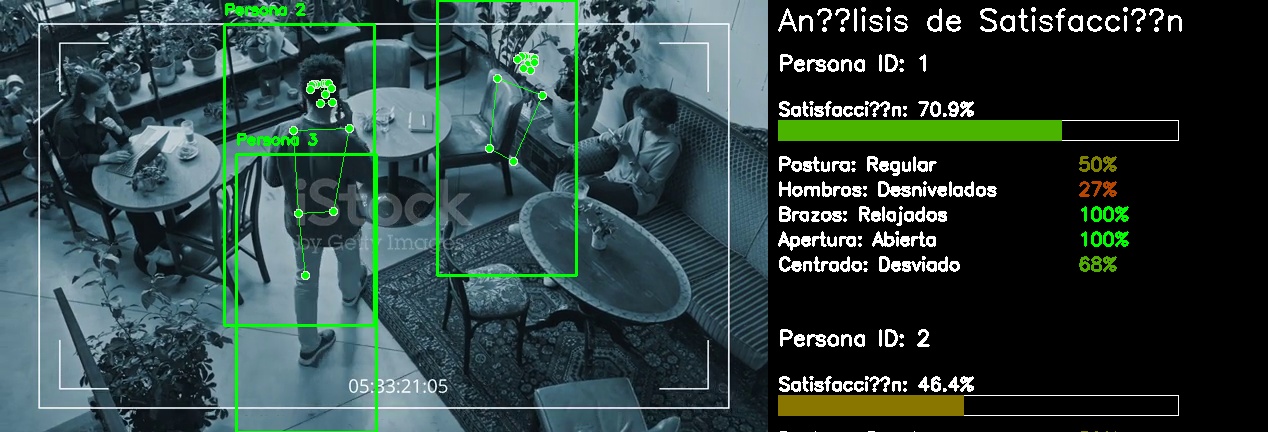 Persona 2
Persona 3
iStock
by Getty Images
05:33:21:05
An??lisis de Satisfacci??n
Persona ID: 1
Satisfacci??n: 70.9%
Postura: Regular 50%
Hombros: Desnivelados 27%
Brazos: Relajados 100%
Apertura: Abierta 100%
Centrado: Desviado 68%
Persona ID: 2
Satisfacci??n: 46.4%